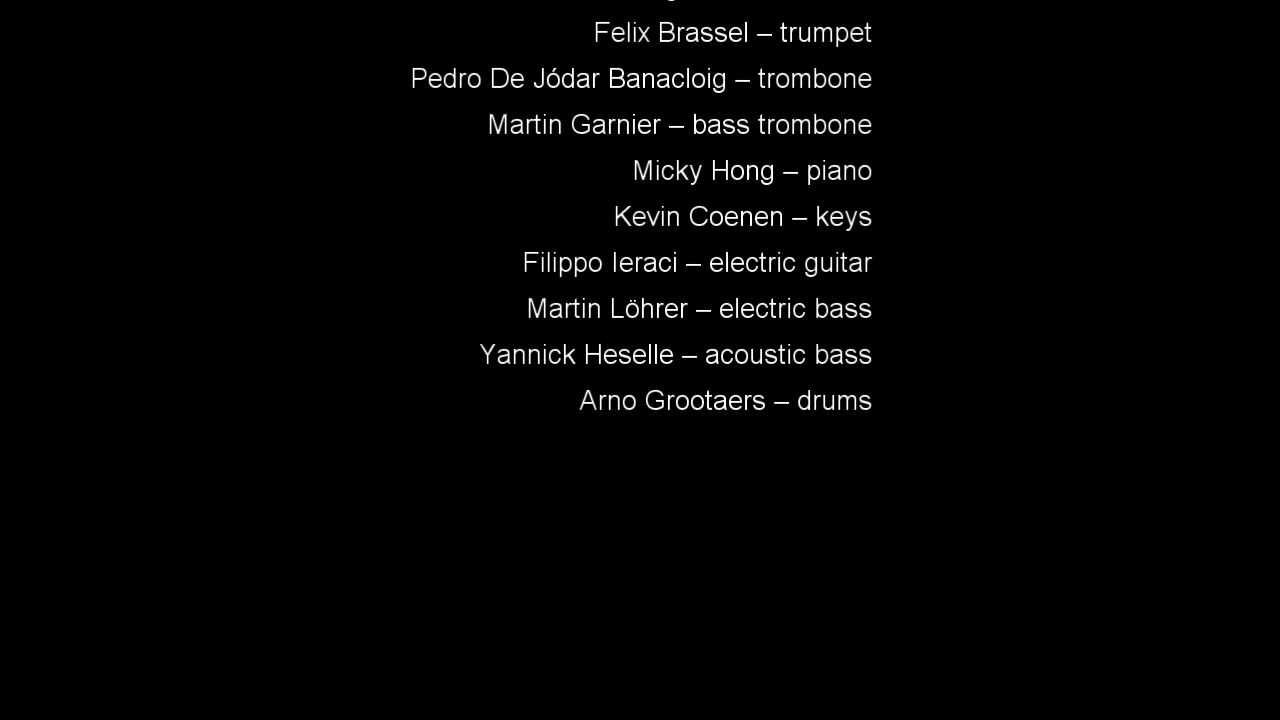 Felix Brassel – trumpet
Pedro De Jódar Banacloig – trombone
Martin Garnier – bass trombone
Micky Hong – piano
Kevin Coenen – keys
Filippo Ieraci – electric guitar
Martin Löhrer – electric bass
Yannick Heselle – acoustic bass
Arno Grootaers – drums